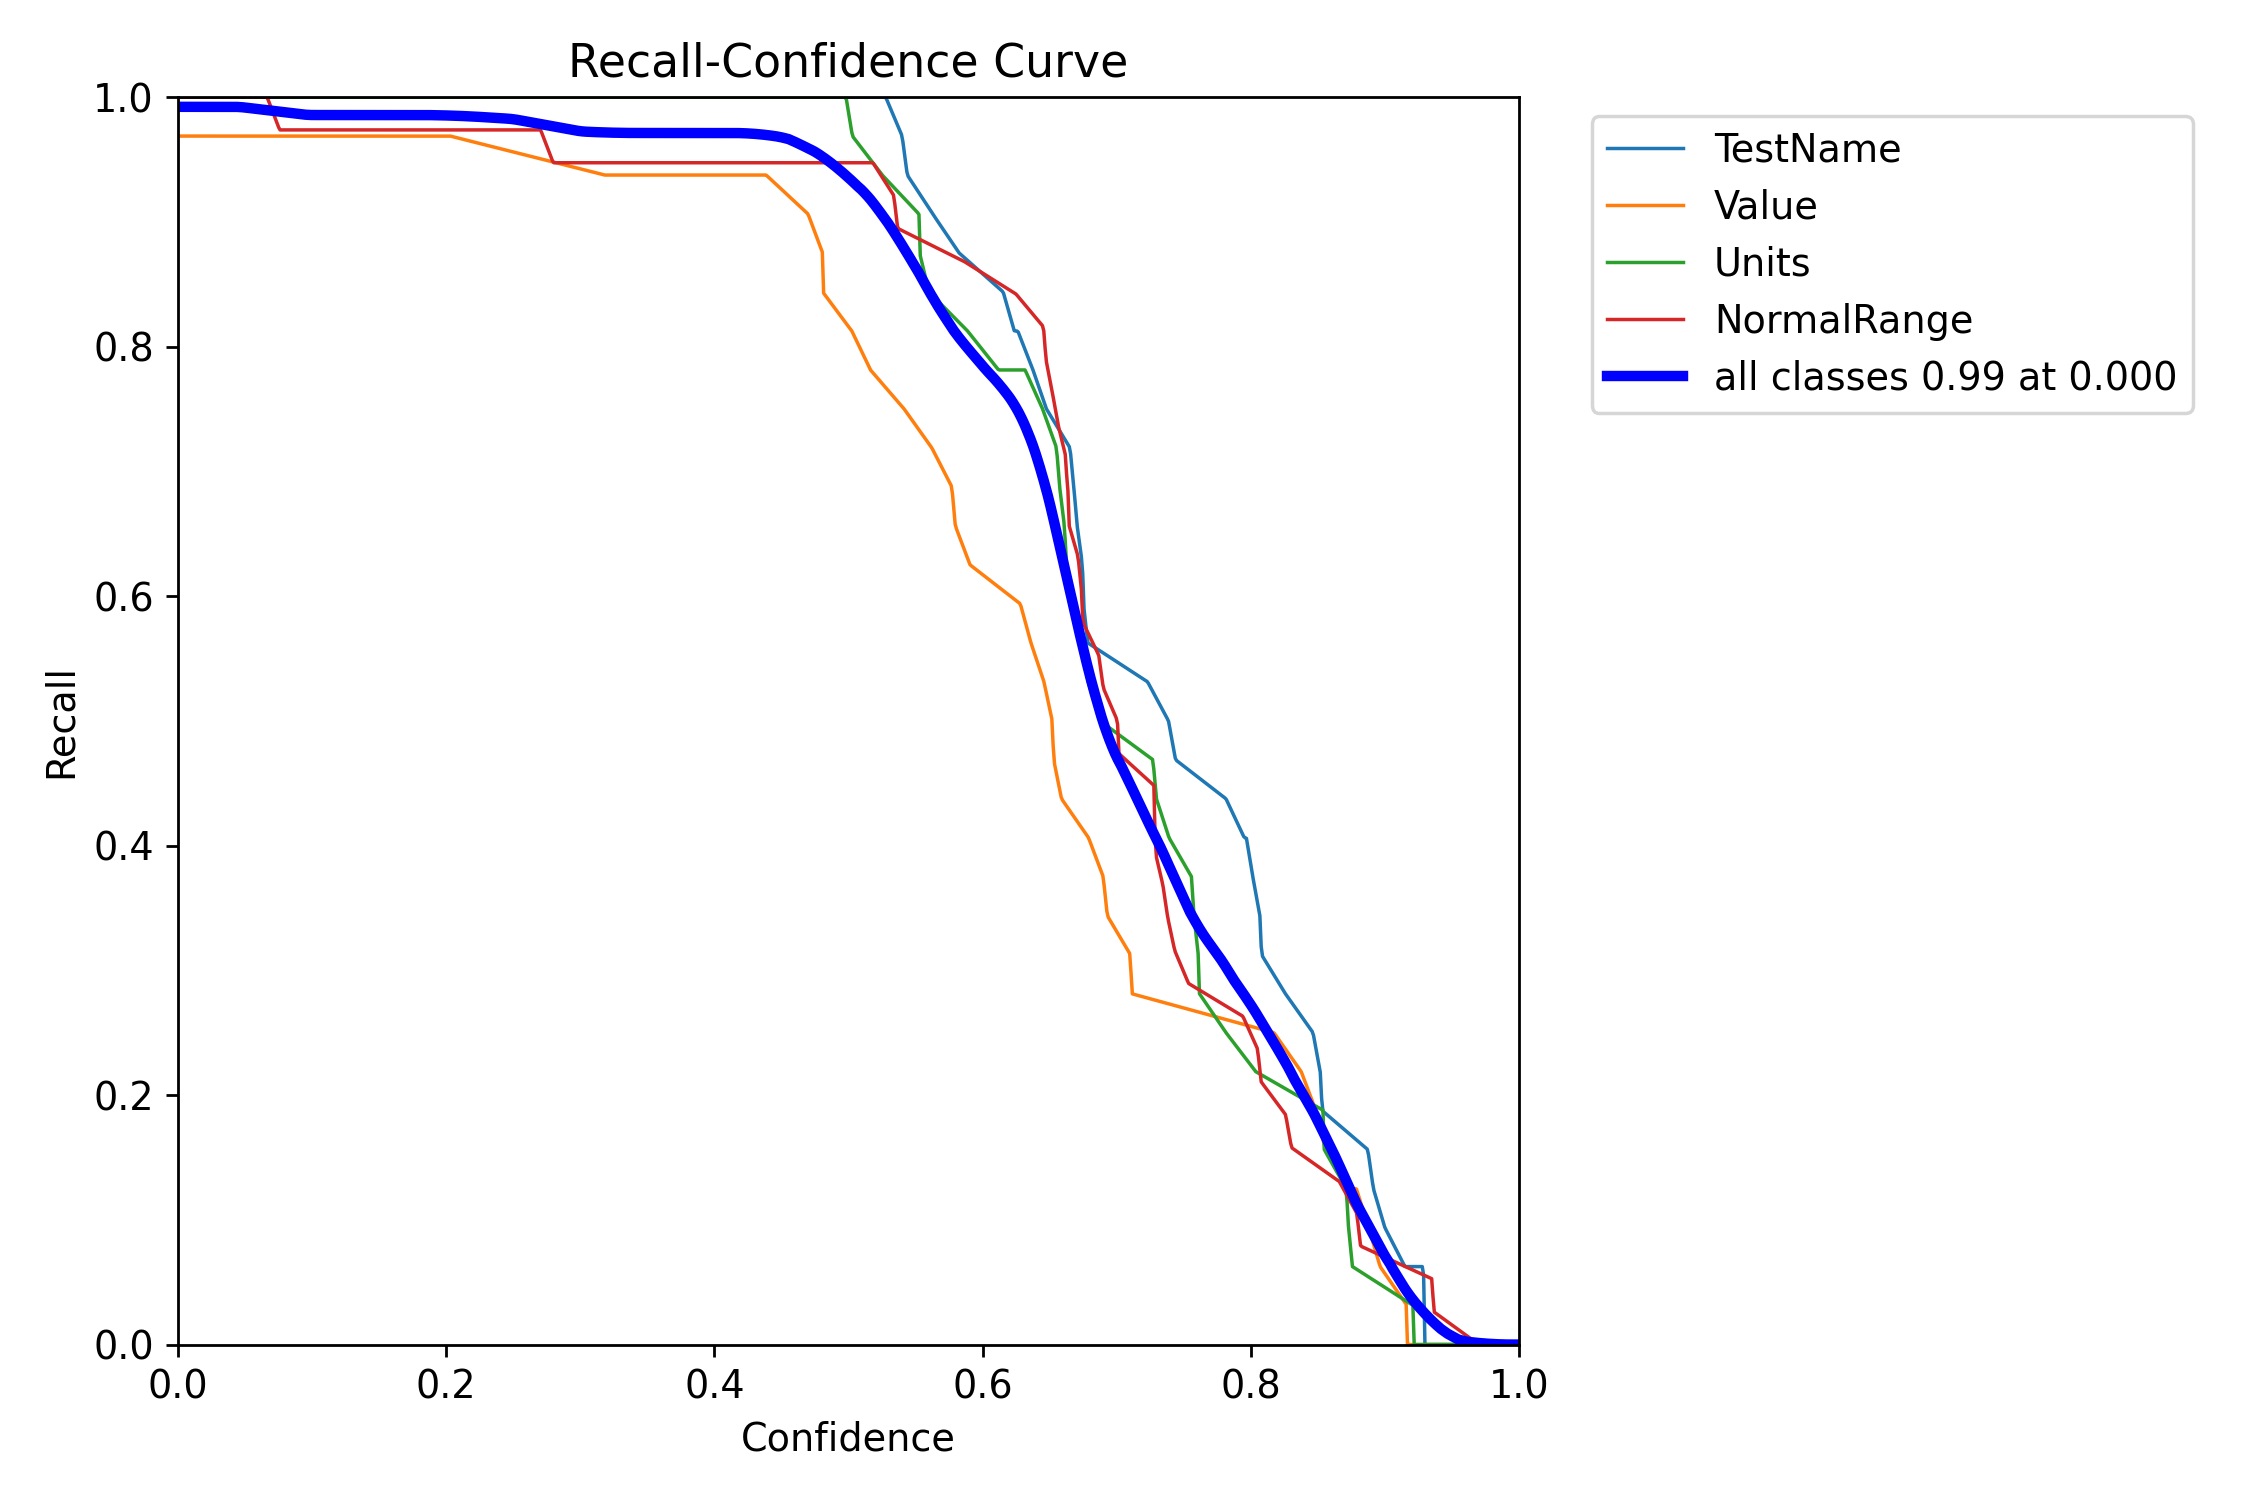 Recall-Confidence Curve
1.0
0.8
0.6
0.4
0.2
0.0
Recall
0.0 0.2 0.4 0.6 0.8 1.0
Confidence
TestName
Value
Units
NormalRange
all classes 0.99 at 0.000